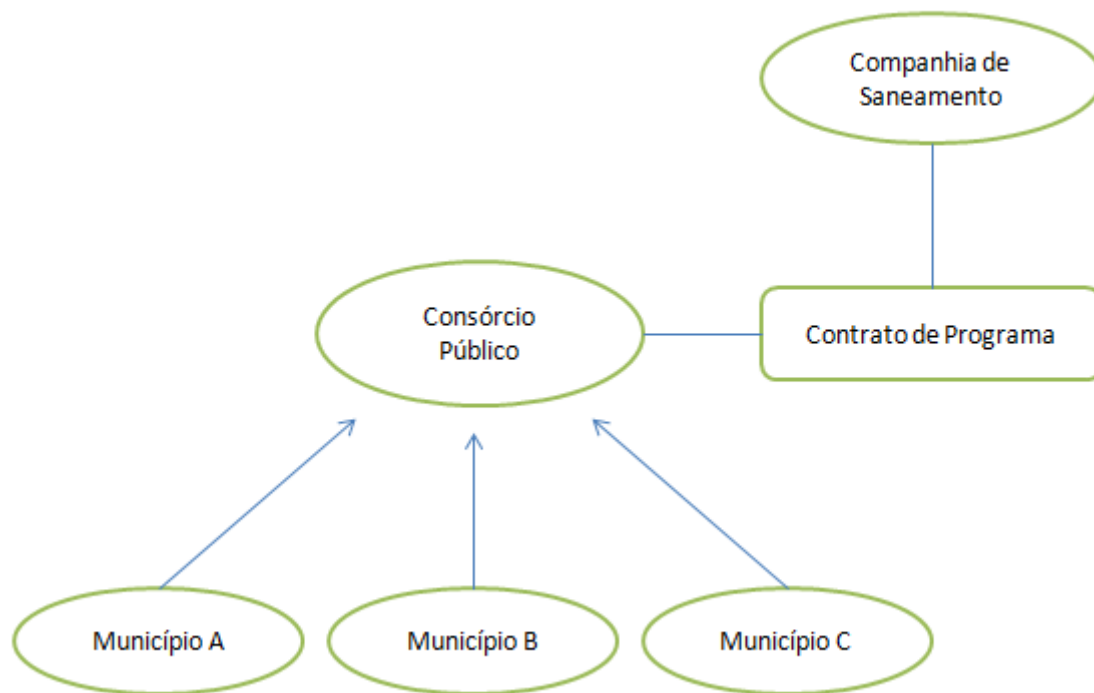 Companhia de
Saneamento
Consórcio
Público
Contrato de Programa
Município A
Município B
Município C